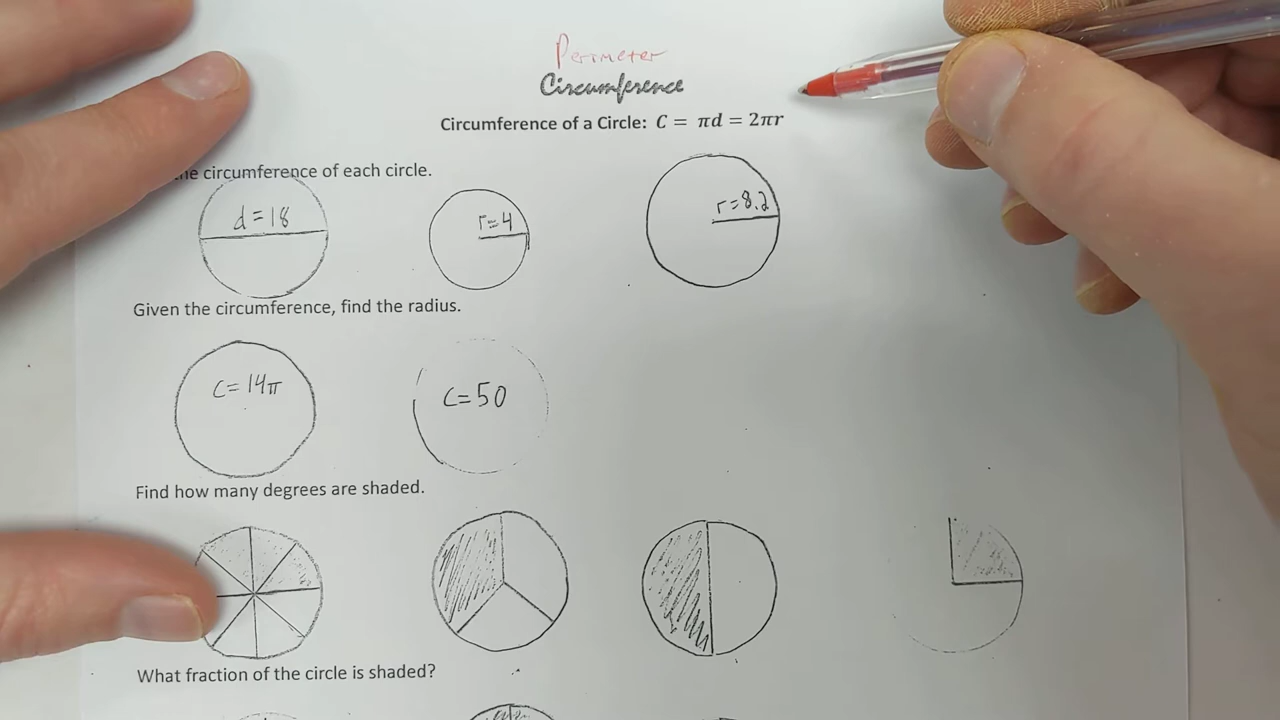 Perimeter
Circumference
Circumference of a Circle: C = πd = 2πr
circumference of each circle.
d=18
r=4
r=8.2
Given the circumference, find the radius.
C=14π
C=50
Find how many degrees are shaded.
What fraction of the circle is shaded?